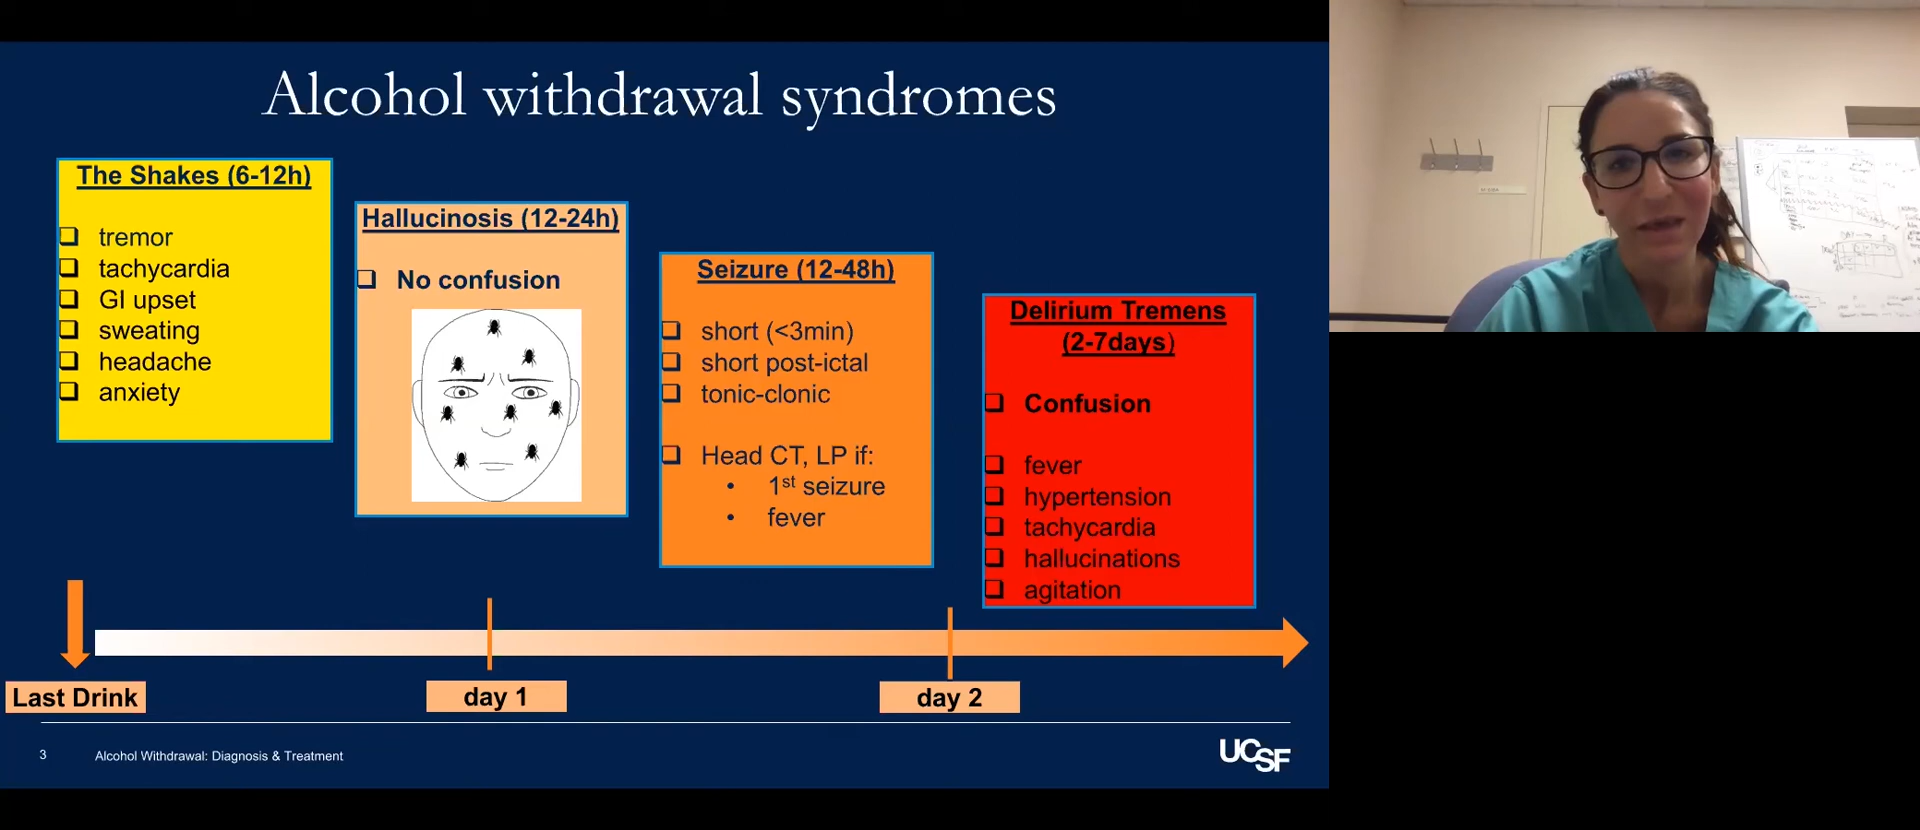 Alcohol withdrawal syndromes
The Shakes (6-12h)
tremor
tachycardia
GI upset
sweating
headache
anxiety
Hallucinosis (12-24h)
No confusion
Seizure (12-48h)
short (<3min)
short post-ictal
tonic-clonic
Head CT, LP if:
1st seizure
fever
Delirium Tremens
(2-7days)
Confusion
fever
hypertension
tachycardia
hallucinations
agitation
Last Drink
day 1
day 2
3
Alcohol Withdrawal: Diagnosis & Treatment
UCSF